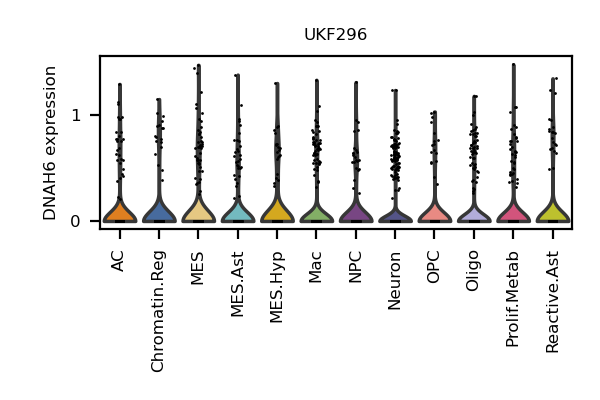 UKF296
DNAH6 expression
1
0
AC
Chromatin.Reg
MES
MES.Ast
MES.Hyp
Mac
NPC
Neuron
OPC
Oligo
Prolif.Metab
Reactive.Ast